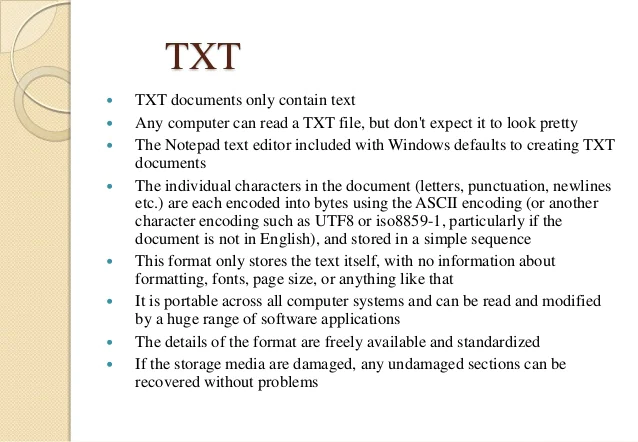 TXT
• TXT documents only contain text
• Any computer can read a TXT file, but don't expect it to look pretty
• The Notepad text editor included with Windows defaults to creating TXT
documents
• The individual characters in the document (letters, punctuation, newlines
etc.) are each encoded into bytes using the ASCII encoding (or another
character encoding such as UTF8 or iso8859-1, particularly if the
document is not in English), and stored in a simple sequence
• This format only stores the text itself, with no information about
formatting, fonts, page size, or anything like that
• It is portable across all computer systems and can be read and modified
by a huge range of software applications
• The details of the format are freely available and standardized
• If the storage media are damaged, any undamaged sections can be
recovered without problems